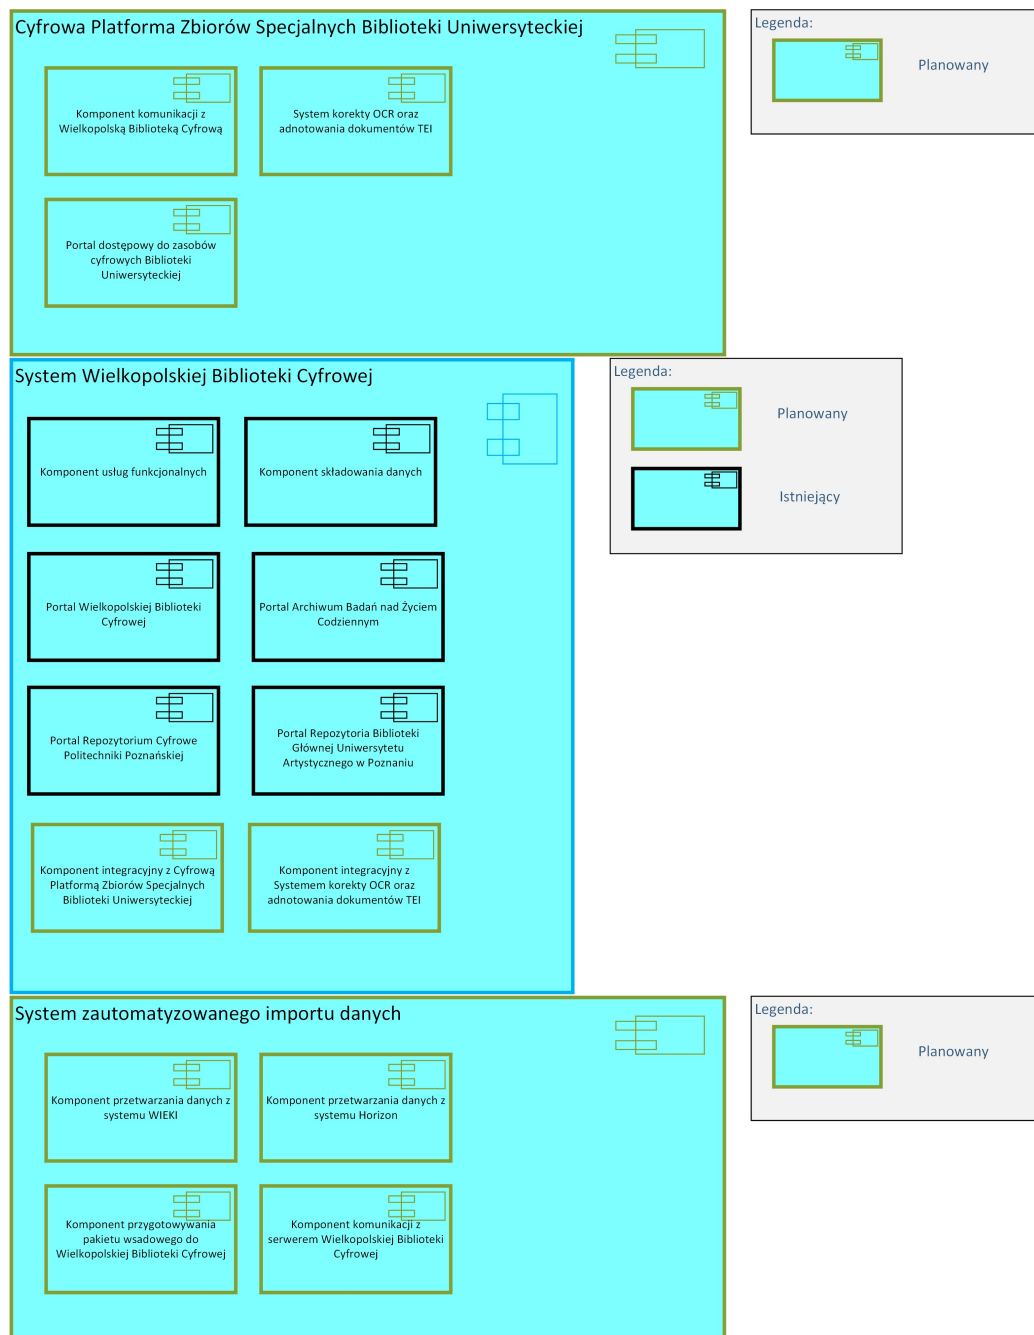 Cyfrowa Platforma Zbiorów Specjalnych Biblioteki Uniwersyteckiej
Komponent komunikacji z
Wielkopolską Biblioteką Cyfrową
System korekty OCR oraz
adnotowania dokumentów TEI
Portal dostępowy do zasobów
cyfrowych Biblioteki
Uniwersyteckiej
Legenda:
Planowany
System Wielkopolskiej Biblioteki Cyfrowej
Komponent usług funkcjonalnych
Komponent składowania danych
Portal Wielkopolskiej Biblioteki
Cyfrowej
Portal Archiwum Badań nad Życiem
Codziennym
Portal Repozytorium Cyfrowe
Politechniki Poznańskiej
Portal Repozytoria Biblioteki
Głównej Uniwersytetu
Artystycznego w Poznaniu
Komponent integracyjny z Cyfrową
Platformą Zbiorów Specjalnych
Biblioteki Uniwersyteckiej
Komponent integracyjny z
Systemem korekty OCR oraz
adnotowania dokumentów TEI
Legenda:
Planowany
Istniejący
System zautomatyzowanego importu danych
Komponent przetwarzania danych z
systemu WIEKI
Komponent przetwarzania danych z
systemu Horizon
Komponent przygotowywania
pakietu wsadowego do
Wielkopolskiej Biblioteki Cyfrowej
Komponent komunikacji z
serwerem Wielkopolskiej Biblioteki
Cyfrowej
Legenda:
Planowany